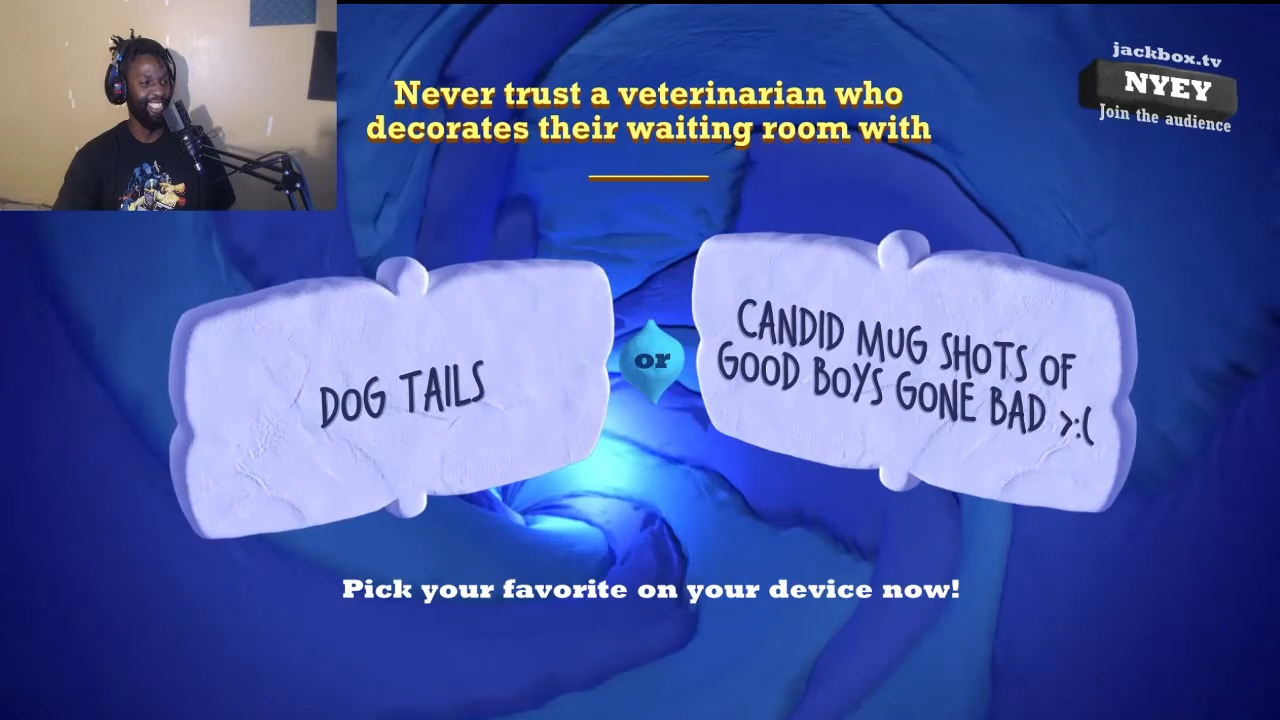 jackbox.tv
NYEY
Join the audience
Never trust a veterinarian who
decorates their waiting room with
DOG TAILS
or
CANDID MUG SHOTS OF
GOOD BOYS GONE BAD >:(
Pick your favorite on your device now!